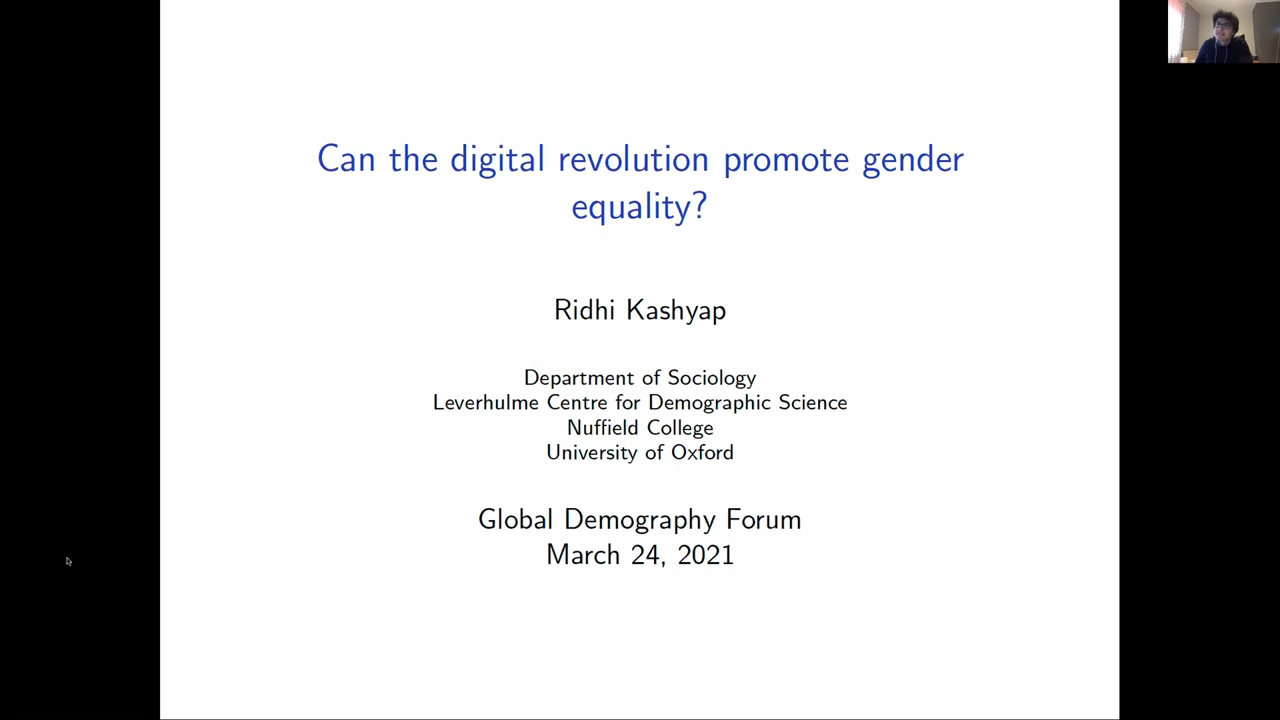 Can the digital revolution promote gender
equality?
Ridhi Kashyap
Department of Sociology
Leverhulme Centre for Demographic Science
Nuffield College
University of Oxford
Global Demography Forum
March 24, 2021